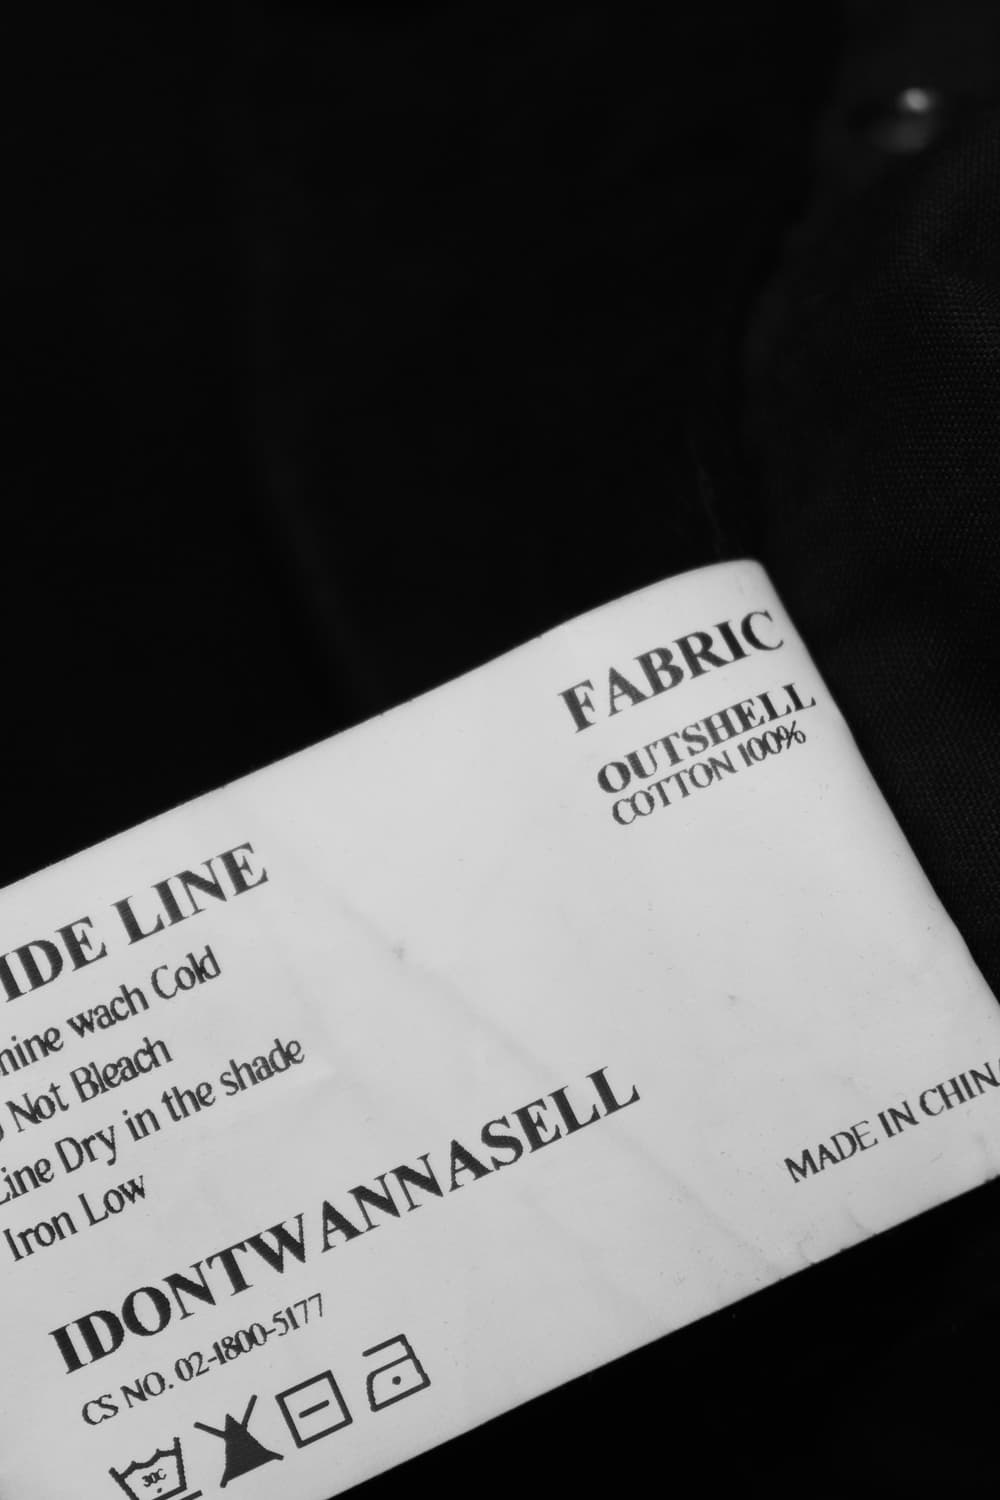 FABRIC
OUTSHELL
COTTON 100%
IDE LINE
hine wach Cold
Not Bleach
Line Dry in the shade
Iron Low
IDONTWANNASELL
MADE IN CHINA
CS NO. 02-1800-5177
30C